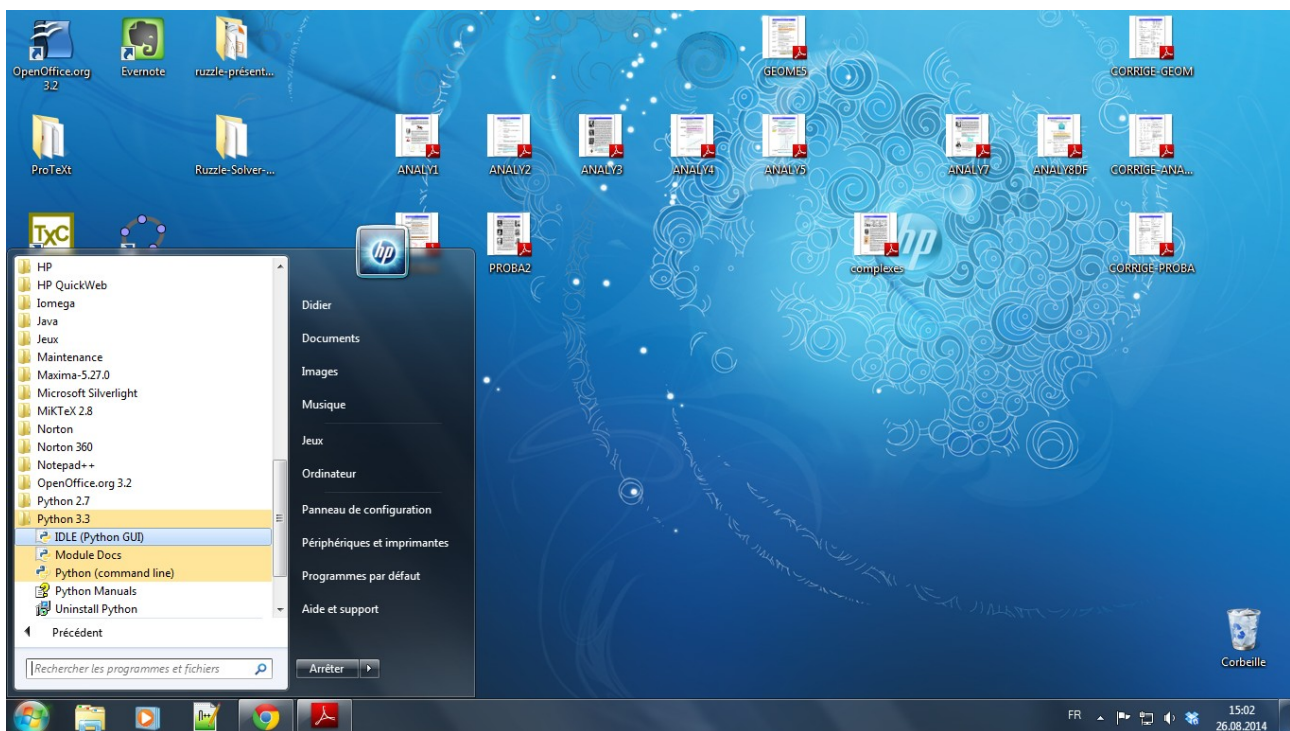 OpenOffice.org
3.2
Evernote
ruzzle-présent...
GEOME5
CORRIGE-GEOM
ProTeXt
Ruzzle-Solver-...
ANALY1
ANALY2
ANALY3
ANALY4
ANALY5
ANALY7
ANALY8DF
CORRIGE-ANA...
TXC
hp
PROBA2
complexes
hp
CORRIGE-PROBA
HP
HP QuickWeb
Iomega
Java
Jeux
Maintenance
Maxima-5.27.0
Microsoft Silverlight
MiKTeX 2.8
Norton
Norton 360
Notepad++
OpenOffice.org 3.2
Python 2.7
Python 3.3
IDLE (Python GUI)
Module Docs
Python (command line)
Python Manuals
Uninstall Python
Précédent
Rechercher les programmes et fichiers
Didier
Documents
Images
Musique
Jeux
Ordinateur
Panneau de configuration
Périphériques et imprimantes
Programmes par défaut
Aide et support
Arrêter
Corbeille
FR
15:02
26.08.2014